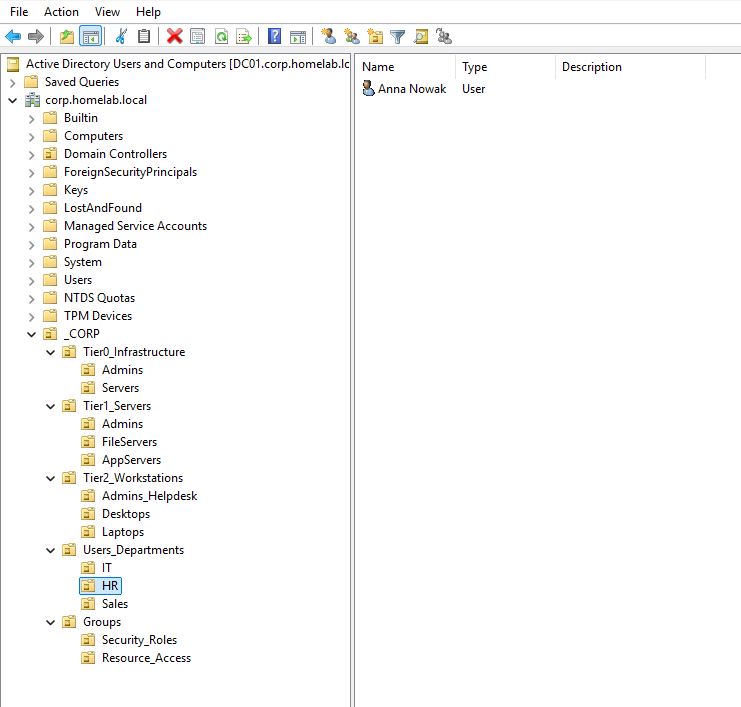 File Action View Help
Active Directory Users and Computers [DC01.corp.homelab.lc
Name Type Description
Saved Queries
Anna Nowak User
corp.homelab.local
Builtin
Computers
Domain Controllers
ForeignSecurityPrincipals
Keys
LostAndFound
Managed Service Accounts
Program Data
System
Users
NTDS Quotas
TPM Devices
_CORP
Tier0_Infrastructure
Admins
Servers
Tier1_Servers
Admins
FileServers
AppServers
Tier2_Workstations
Admins_Helpdesk
Desktops
Laptops
Users_Departments
IT
HR
Sales
Groups
Security_Roles
Resource_Access